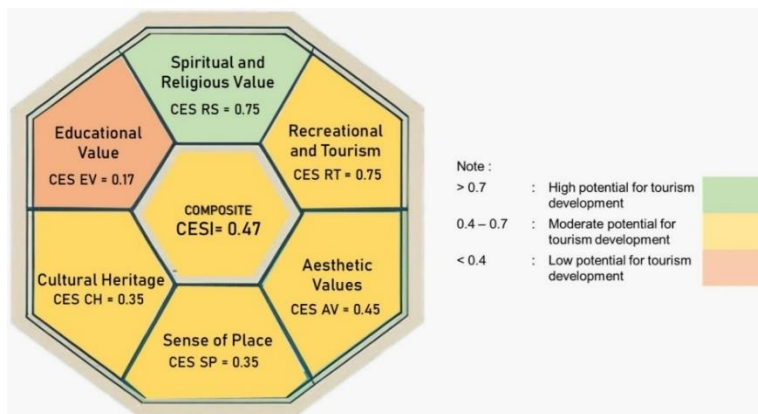 Spiritual and
Religious Value
CES RS = 0.75
Educational
Value
CES EV = 0.17
Recreational
and Tourism
CES RT = 0.75
COMPOSITE
CESI= 0.47
Cultural Heritage
CES CH = 0.35
Aesthetic
Values
CES AV = 0.45
Sense of Place
CES SP = 0.35
Note :
> 0.7 : High potential for tourism
development
0.4 – 0.7 : Moderate potential for
tourism development
< 0.4 : Low potential for tourism
development